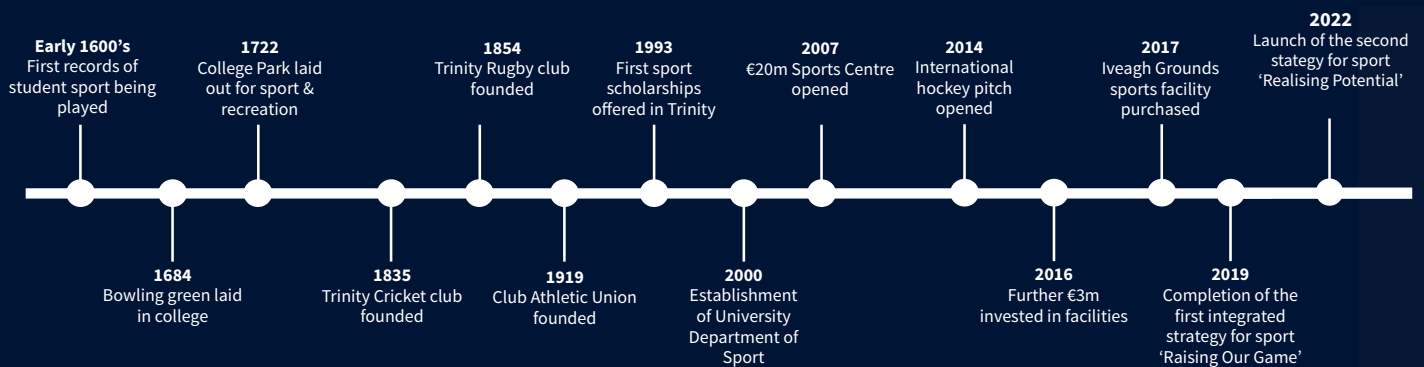 Early 1600’s
First records of
student sport being
played
1684
Bowling green laid
in college
1722
College Park laid
out for sport &
recreation
1835
Trinity Cricket club
founded
1854
Trinity Rugby club
founded
1919
Club Athletic Union
founded
1993
First sport
scholarships
offered in Trinity
2000
Establishment
of University
Department of
Sport
2007
€20m Sports Centre
opened
2014
International
hockey pitch
opened
2016
Further €3m
invested in facilities
2017
Iveagh Grounds
sports facility
purchased
2019
Completion of the
first integrated
strategy for sport
‘Raising Our Game’
2022
Launch of the second
stategy for sport
‘Realising Potential’